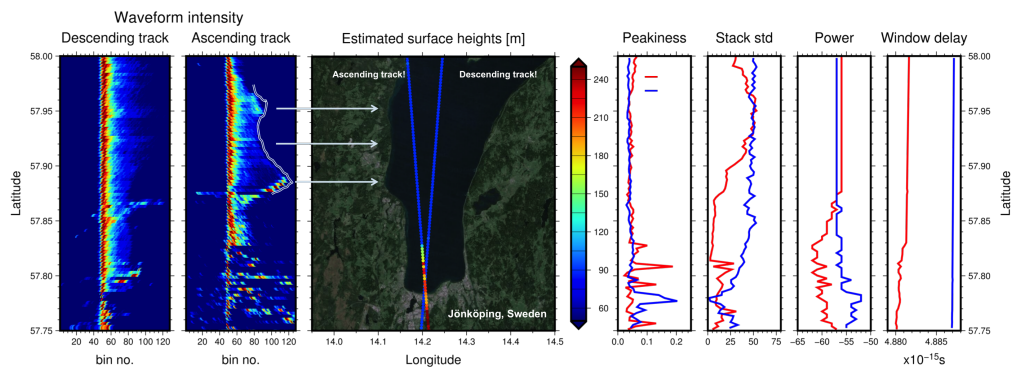 Waveform intensity
Descending track
Ascending track
Estimated surface heights [m]
Peakiness
Stack std
Power
Window delay
58.00
57.95
57.90
57.85
57.80
57.75
Latitude
20 40 60 80 100 120
bin no.
20 40 60 80 100 120
bin no.
Ascending track!
Descending track!
Jönköping, Sweden
14.0 14.1 14.2 14.3 14.4 14.5
Longitude
240
210
180
150
120
90
60
0.0 0.1 0.2
0 25 50 75
−65 −60 −55 −50
4.880 4.885
x10⁻¹⁵s
58.00
57.95
57.90
57.85
57.80
57.75
Latitude